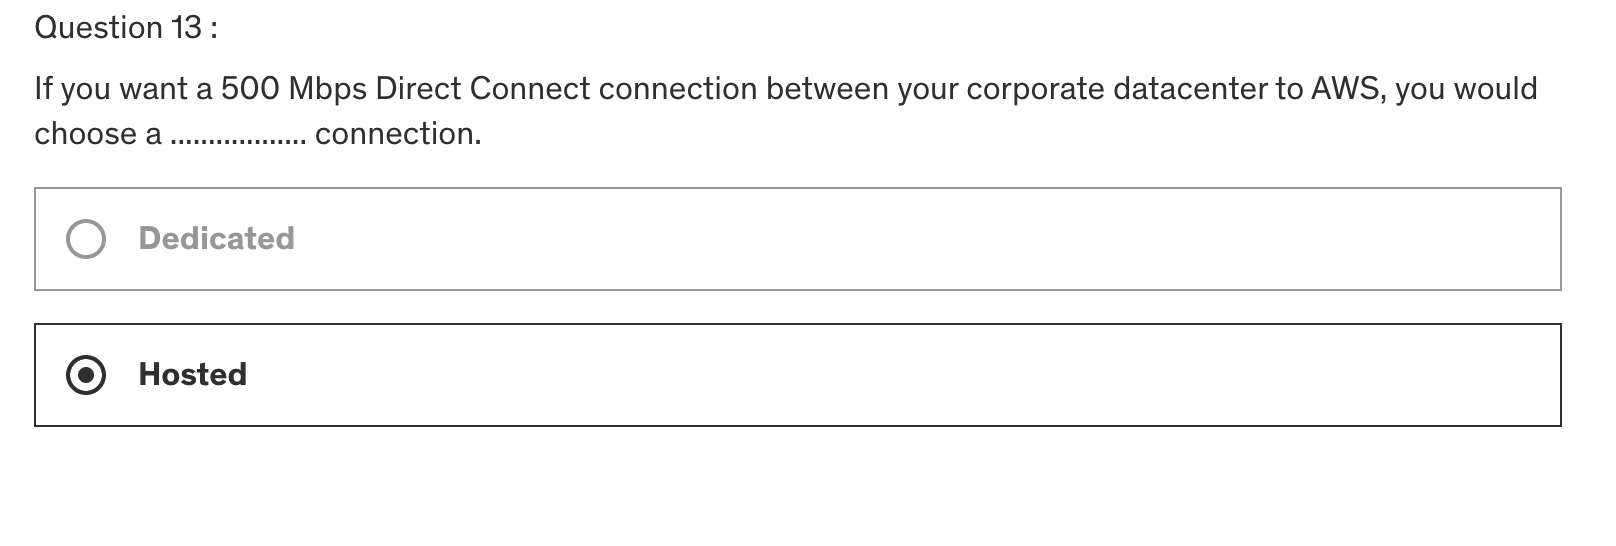 Question 13 :
If you want a 500 Mbps Direct Connect connection between your corporate datacenter to AWS, you would
choose a .................. connection.
Dedicated
Hosted